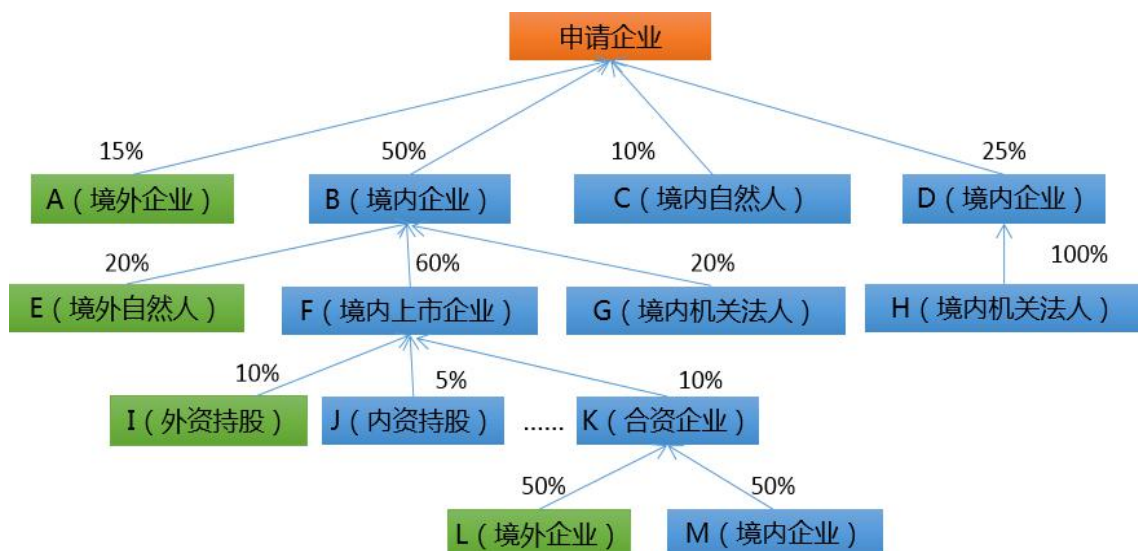 申请企业
15%
50%
10%
25%
A（境外企业）
B（境内企业）
C（境内自然人）
D（境内企业）
20%
60%
20%
100%
E（境外自然人）
F（境内上市企业）
G（境内机关法人）
H（境内机关法人）
10%
5%
10%
I（外资持股）
J（内资持股）
......
K（合资企业）
50%
50%
L（境外企业）
M（境内企业）